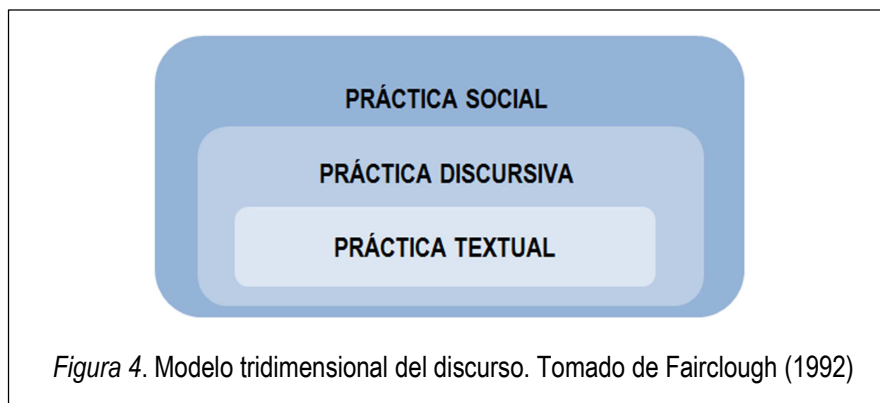 PRÁCTICA SOCIAL
PRÁCTICA DISCURSIVA
PRÁCTICA TEXTUAL
Figura 4. Modelo tridimensional del discurso. Tomado de Fairclough (1992)